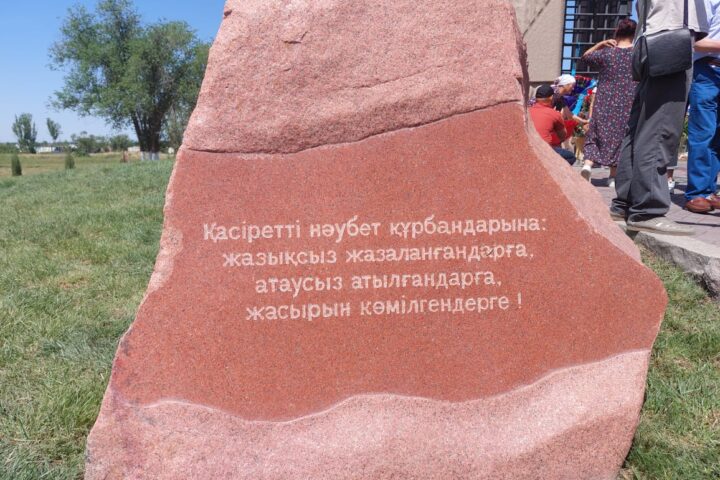 Қасіретті нәубет құрбандарына:
жазықсыз жазаланғандарға,
атаусыз атылғандарға,
жасырын көмілгендерге !